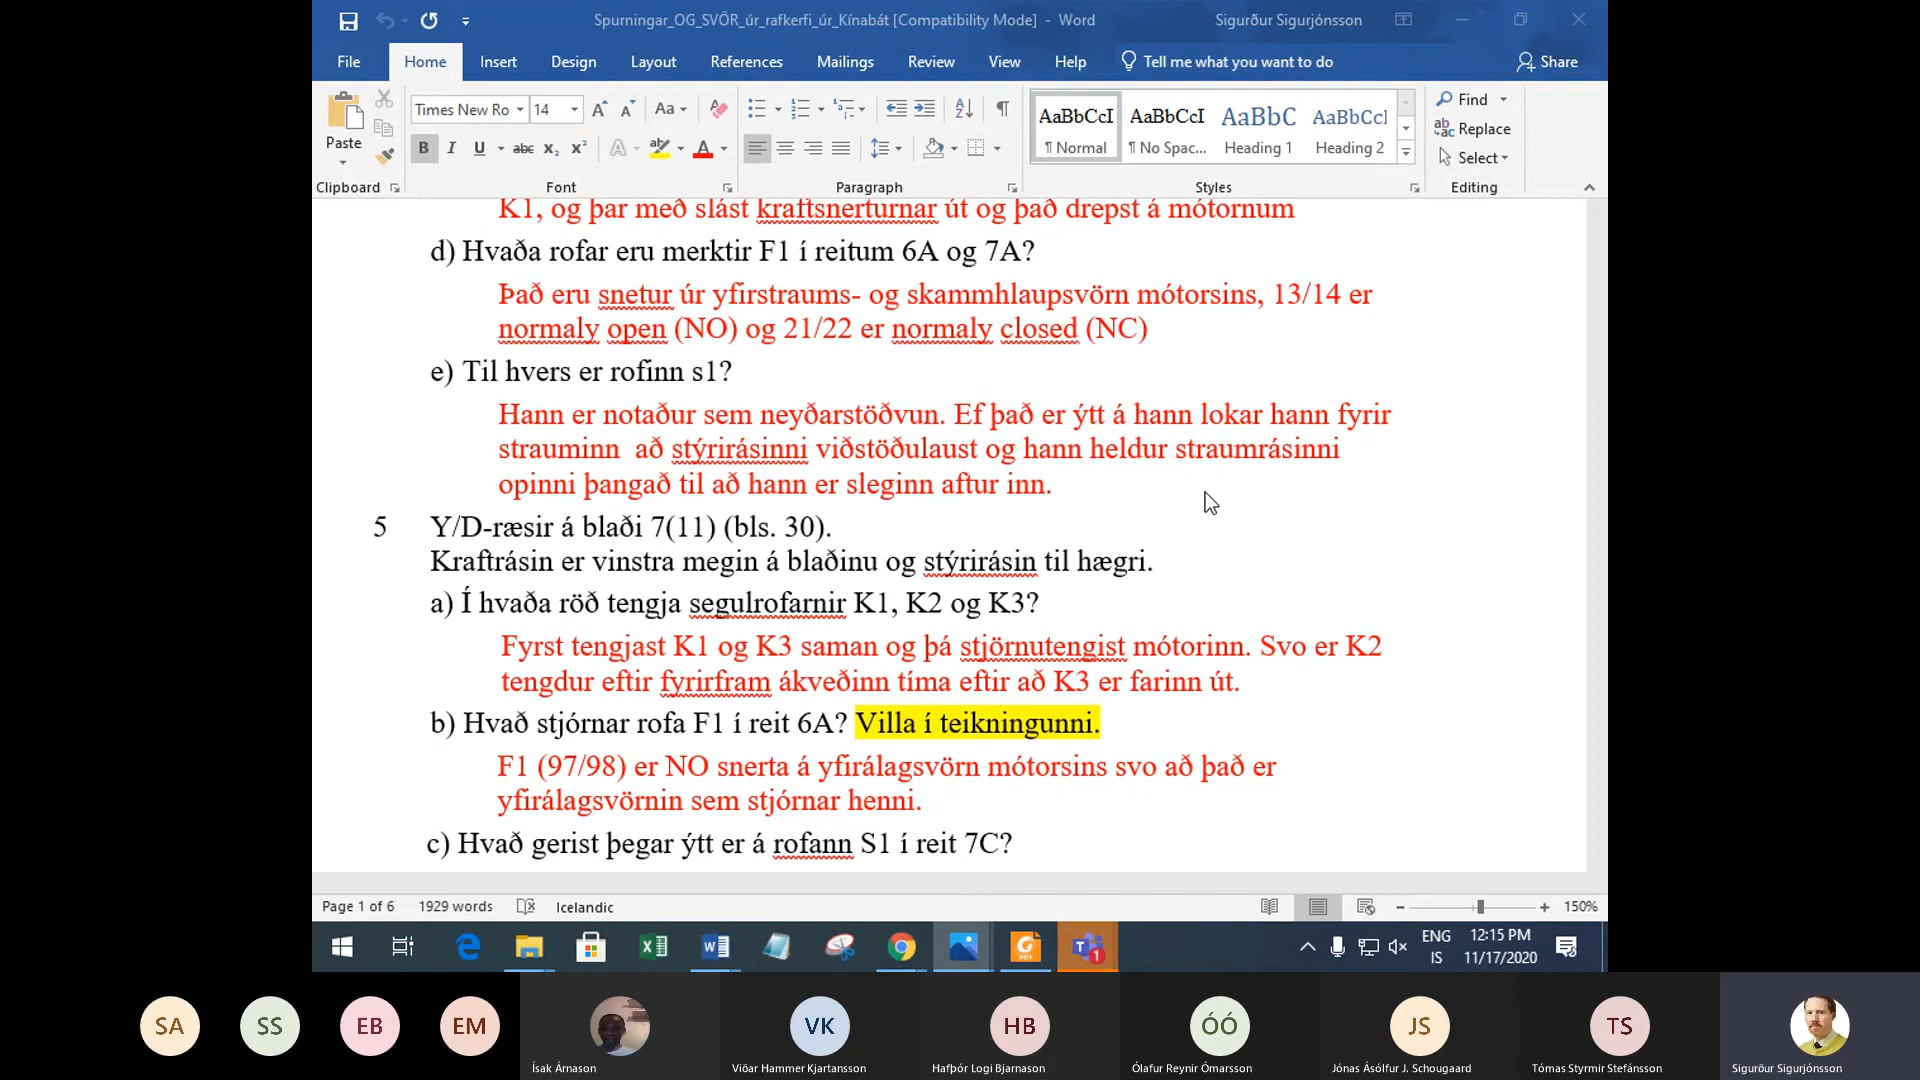 Spurningar_OG_SVÖR_úr_rafkerfi_úr_Kínabát [Compatibility Mode] - Word
Sigurður Sigurjónsson
File Home Insert Design Layout References Mailings Review View Help Tell me what you want to do Share
Paste
Times New Ro 14 Aa
Clipboard
Font
Paragraph
AaBbCcI AaBbCcI AaBbC AaBbCcI
¶ Normal ¶ No Spac... Heading 1 Heading 2
Styles
Find
Replace
Select
Editing
K1, og þar með slást kraftsnerturnar út og það drepst á mótornum
d) Hvaða rofar eru merktir F1 í reitum 6A og 7A?
Það eru snetur úr yfirstraums- og skammhlaupsvörn mótorsins, 13/14 er
normaly open (NO) og 21/22 er normaly closed (NC)
e) Til hvers er rofinn s1?
Hann er notaður sem neyðarstöðvun. Ef það er ýtt á hann lokar hann fyrir
strauminn að stýrirásinni viðstöðulaust og hann heldur straumrásinni
opinni þangað til að hann er sleginn aftur inn.
5 Y/D-ræsir á blaði 7(11) (bls. 30).
Kraftrásin er vinstra megin á blaðinu og stýrirásin til hægri.
a) Í hvaða röð tengja segulrofarnir K1, K2 og K3?
Fyrst tengjast K1 og K3 saman og þá stjörnutengist mótorinn. Svo er K2
tengdur eftir fyrirfram ákveðinn tíma eftir að K3 er farinn út.
b) Hvað stjórnar rofa F1 í reit 6A? Villa í teikningunni.
F1 (97/98) er NO snerta á yfirálagsvörn mótorsins svo að það er
yfirálagsvörnin sem stjórnar henni.
c) Hvað gerist þegar ýtt er á rofann S1 í reit 7C?
Page 1 of 6 1929 words Icelandic 150%
ENG
IS
12:15 PM
11/17/2020
SA SS EB EM VK HB ÓÓ JS TS
Ísak Árnason
Viðar Hammer Kjartansson
Hafþór Logi Bjarnason
Ólafur Reynir Ómarsson
Jónas Ásólfur J. Schougaard
Tómas Styrmir Stefánsson
Sigurður Sigurjónsson